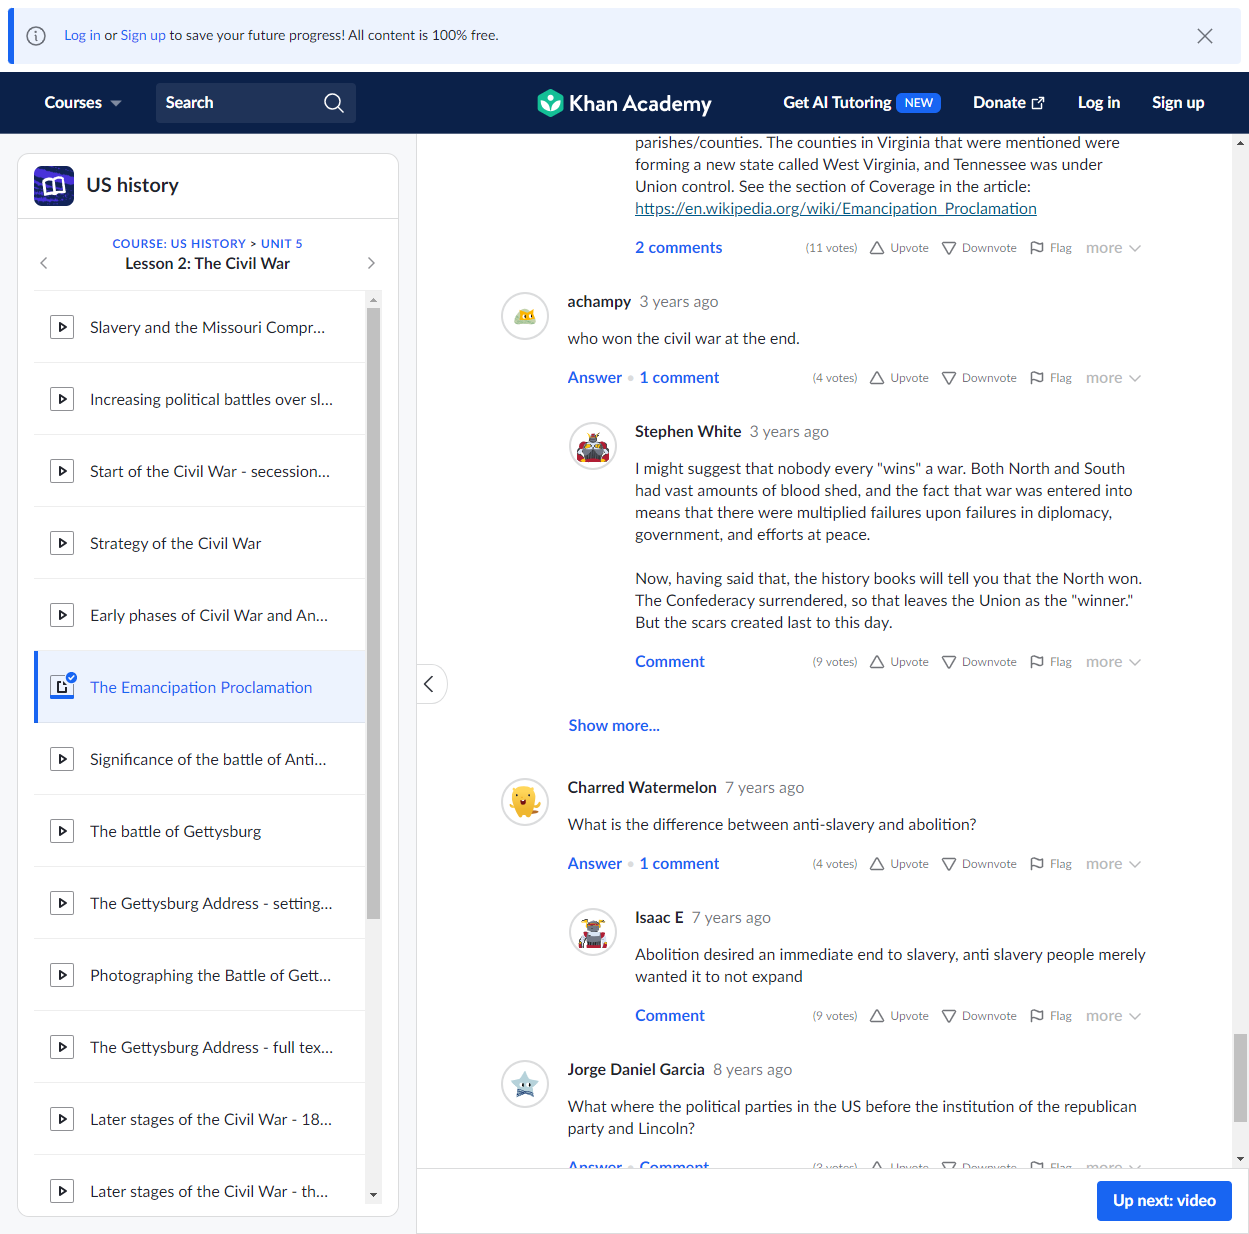 Log in or Sign up to save your future progress! All content is 100% free.
Courses
Search
Khan Academy
Get AI Tutoring NEW
Donate
Log in
Sign up
US history
COURSE: US HISTORY > UNIT 5
Lesson 2: The Civil War
Slavery and the Missouri Compr...
Increasing political battles over sl...
Start of the Civil War - secession...
Strategy of the Civil War
Early phases of Civil War and An...
The Emancipation Proclamation
Significance of the battle of Anti...
The battle of Gettysburg
The Gettysburg Address - setting...
Photographing the Battle of Gett...
The Gettysburg Address - full tex...
Later stages of the Civil War - 18...
Later stages of the Civil War - th...
parishes/counties. The counties in Virginia that were mentioned were
forming a new state called West Virginia, and Tennessee was under
Union control. See the section of Coverage in the article:
https://en.wikipedia.org/wiki/Emancipation_Proclamation
2 comments (11 votes) Upvote Downvote Flag more
achampy 3 years ago
who won the civil war at the end.
Answer • 1 comment (4 votes) Upvote Downvote Flag more
Stephen White 3 years ago
I might suggest that nobody every "wins" a war. Both North and South
had vast amounts of blood shed, and the fact that war was entered into
means that there were multiplied failures upon failures in diplomacy,
government, and efforts at peace.
Now, having said that, the history books will tell you that the North won.
The Confederacy surrendered, so that leaves the Union as the "winner."
But the scars created last to this day.
Comment (9 votes) Upvote Downvote Flag more
Show more...
Charred Watermelon 7 years ago
What is the difference between anti-slavery and abolition?
Answer • 1 comment (4 votes) Upvote Downvote Flag more
Isaac E 7 years ago
Abolition desired an immediate end to slavery, anti slavery people merely
wanted it to not expand
Comment (9 votes) Upvote Downvote Flag more
Jorge Daniel Garcia 8 years ago
What where the political parties in the US before the institution of the republican
party and Lincoln?
Answer • Comment (3 votes) Upvote Downvote Flag more
Up next: video